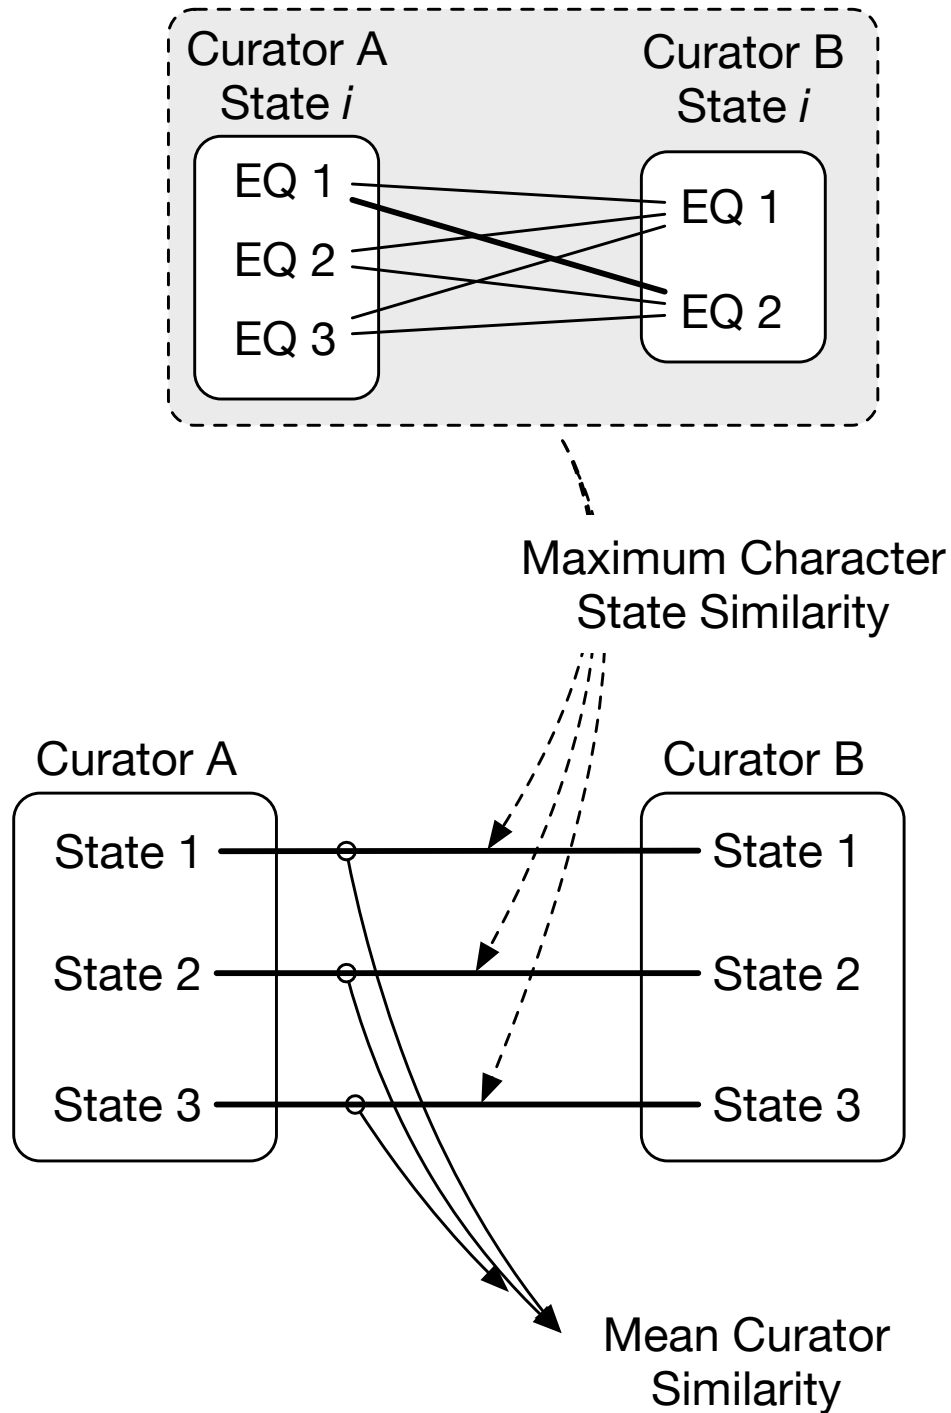 Curator A
State i
Curator B
State i
EQ 1
EQ 2
EQ 3
EQ 1
EQ 2
Maximum Character
State Similarity
Curator A
Curator B
State 1
State 1
State 2
State 2
State 3
State 3
Mean Curator
Similarity